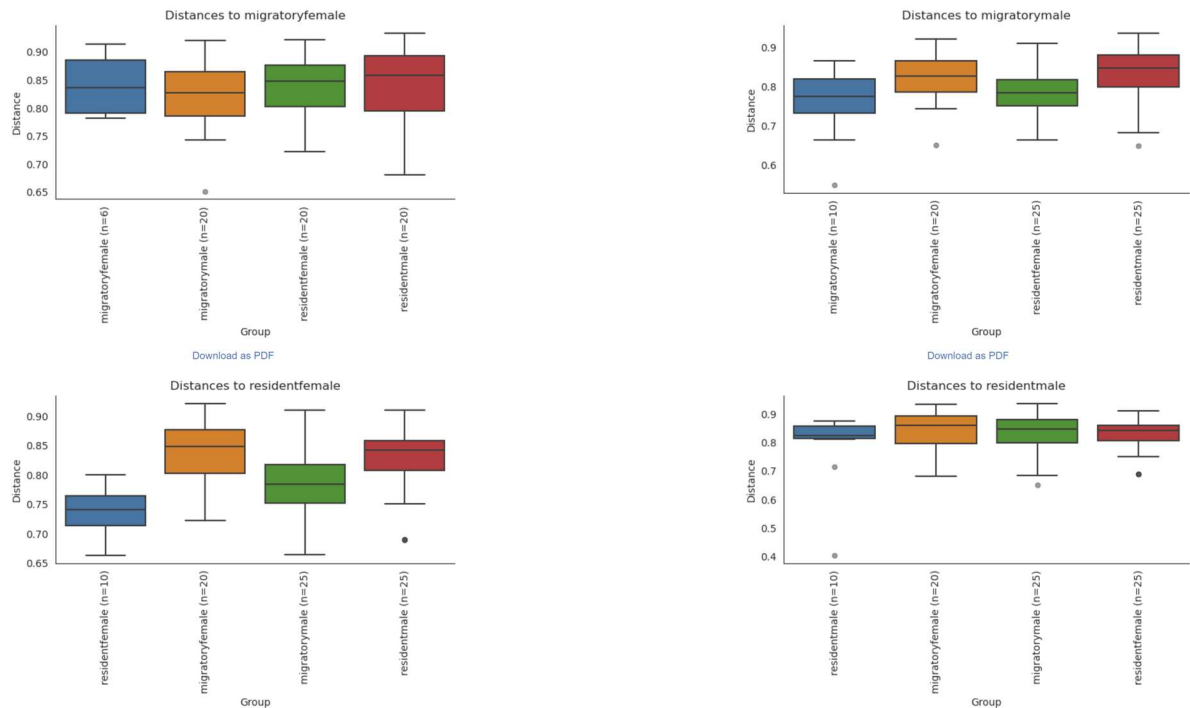 Distances to migratoryfemale
Distance
0.90
0.85
0.80
0.75
0.70
0.65
migratoryfemale (n=6)
migratorymale (n=20)
residentfemale (n=20)
residentmale (n=20)
Group
Download as PDF
Distances to migratorymale
Distance
0.9
0.8
0.7
0.6
migratorymale (n=10)
migratoryfemale (n=20)
residentfemale (n=25)
residentmale (n=25)
Group
Download as PDF
Distances to residentfemale
Distance
0.90
0.85
0.80
0.75
0.70
0.65
residentfemale (n=10)
migratoryfemale (n=20)
migratorymale (n=25)
residentmale (n=25)
Group
Distances to residentmale
Distance
0.9
0.8
0.7
0.6
0.5
0.4
residentmale (n=10)
migratoryfemale (n=20)
migratorymale (n=25)
residentfemale (n=25)
Group